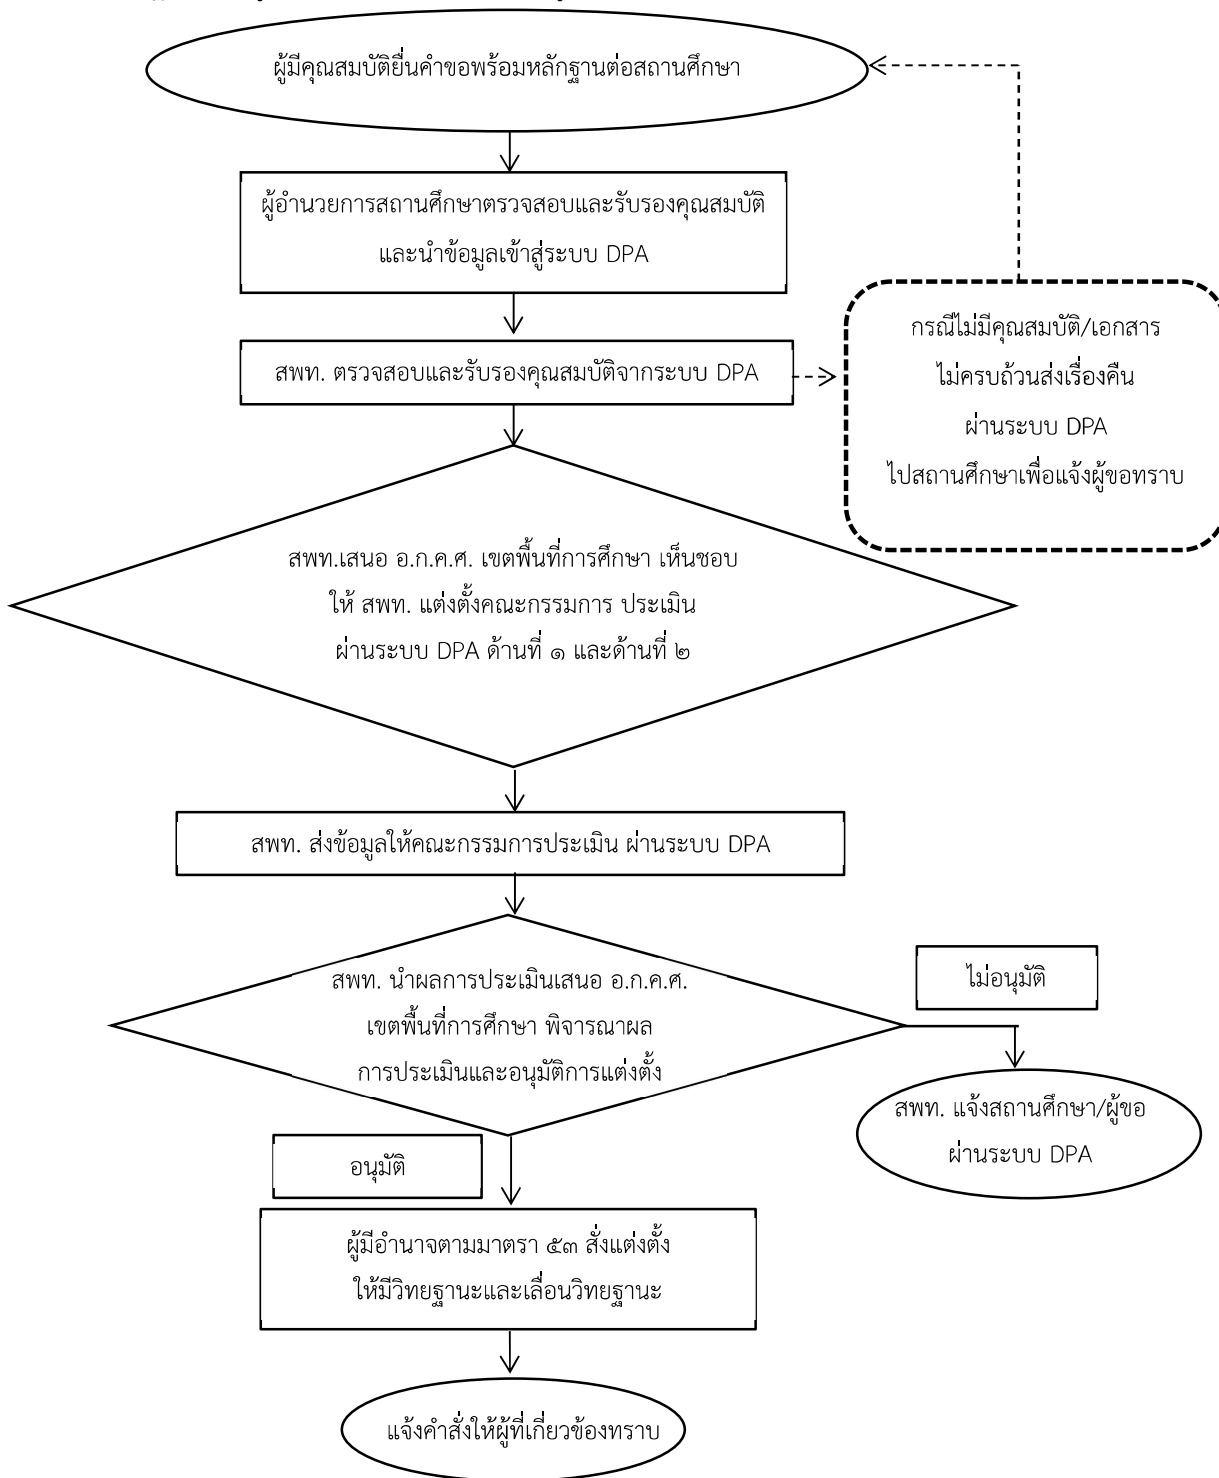 ผู้มีคุณสมบัติยื่นคำขอพร้อมหลักฐานต่อสถานศึกษา
ผู้อำนวยการสถานศึกษาตรวจสอบและรับรองคุณสมบัติ
และนำข้อมูลเข้าสู่ระบบ DPA
สพท. ตรวจสอบและรับรองคุณสมบัติจากระบบ DPA
กรณีไม่มีคุณสมบัติ/เอกสาร
ไม่ครบถ้วนส่งเรื่องคืน
ผ่านระบบ DPA
ไปสถานศึกษาเพื่อแจ้งผู้ขอทราบ
สพท.เสนอ อ.ก.ค.ศ. เขตพื้นที่การศึกษา เห็นชอบ
ให้ สพท. แต่งตั้งคณะกรรมการ ประเมิน
ผ่านระบบ DPA ด้านที่ ๑ และด้านที่ ๒
สพท. ส่งข้อมูลให้คณะกรรมการประเมิน ผ่านระบบ DPA
สพท. นำผลการประเมินเสนอ อ.ก.ค.ศ.
เขตพื้นที่การศึกษา พิจารณาผล
การประเมินและอนุมัติการแต่งตั้ง
ไม่อนุมัติ
สพท. แจ้งสถานศึกษา/ผู้ขอ
ผ่านระบบ DPA
อนุมัติ
ผู้มีอำนาจตามมาตรา ๕๓ สั่งแต่งตั้ง
ให้มีวิทยฐานะและเลื่อนวิทยฐานะ
แจ้งคำสั่งให้ผู้ที่เกี่ยวข้องทราบ